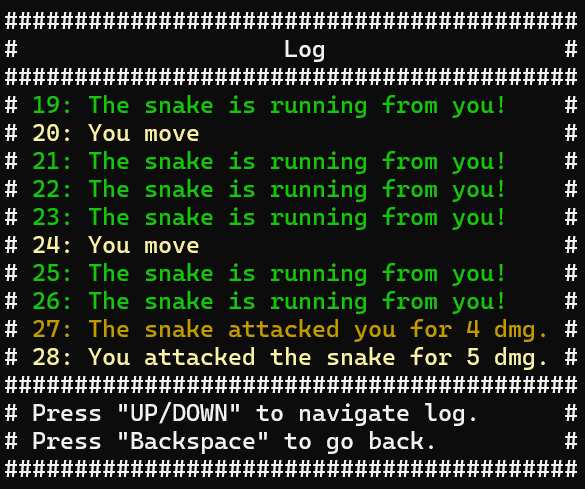 #########################################
#                   Log                 #
#########################################
# 19: The snake is running from you!    #
# 20: You move                          #
# 21: The snake is running from you!    #
# 22: The snake is running from you!    #
# 23: The snake is running from you!    #
# 24: You move                          #
# 25: The snake is running from you!    #
# 26: The snake is running from you!    #
# 27: The snake attacked you for 4 dmg. #
# 28: You attacked the snake for 5 dmg. #
#########################################
# Press "UP/DOWN" to navigate log.      #
# Press "Backspace" to go back.         #
#########################################